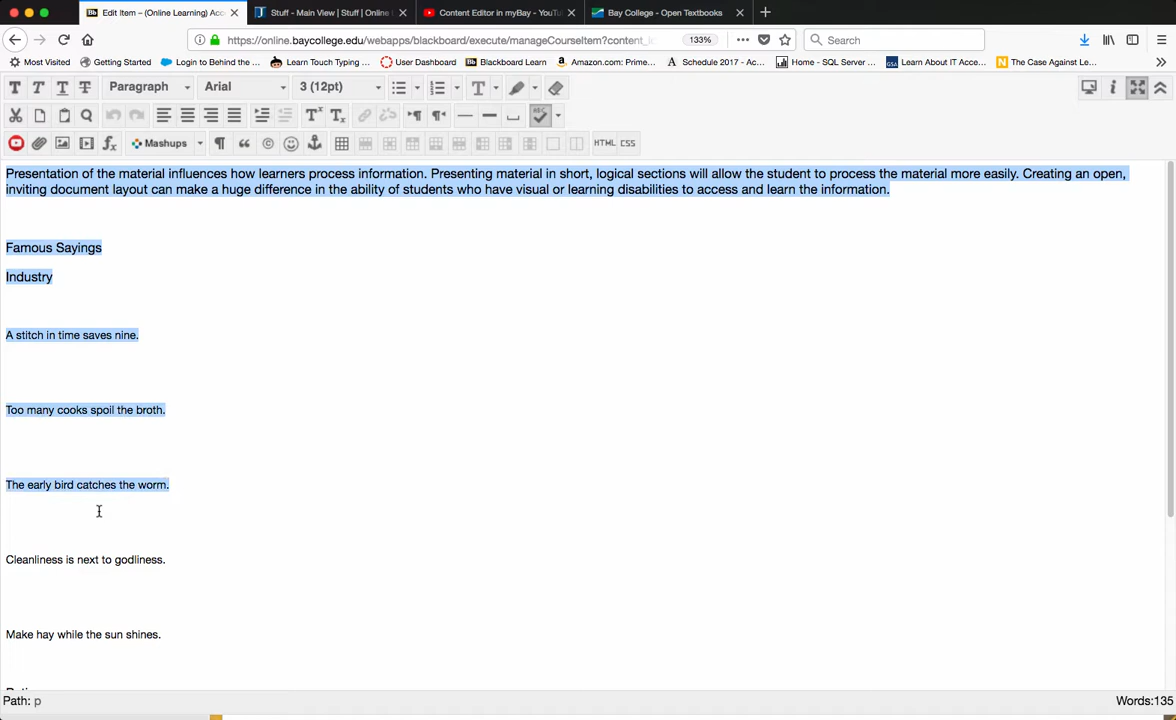 Edit Item – (Online Learning) Acc
Stuff - Main View | Stuff | Online
Content Editor in myBay - YouTu
Bay College - Open Textbooks
https://online.baycollege.edu/webapps/blackboard/execute/manageCourseItem?content_i
133%
Search
Most Visited
Getting Started
Login to Behind the ...
Learn Touch Typing ...
User Dashboard
Blackboard Learn
Amazon.com: Prime...
Schedule 2017 - Ac...
Home - SQL Server ...
Learn About IT Acce...
The Case Against Le...
T T T T Paragraph Arial 3 (12pt) T
Mashups
HTML CSS
Presentation of the material influences how learners process information. Presenting material in short, logical sections will allow the student to process the material more easily. Creating an open,
inviting document layout can make a huge difference in the ability of students who have visual or learning disabilities to access and learn the information.
Famous Sayings
Industry
A stitch in time saves nine.
Too many cooks spoil the broth.
The early bird catches the worm.
Cleanliness is next to godliness.
Make hay while the sun shines.
Path: p
Words:135